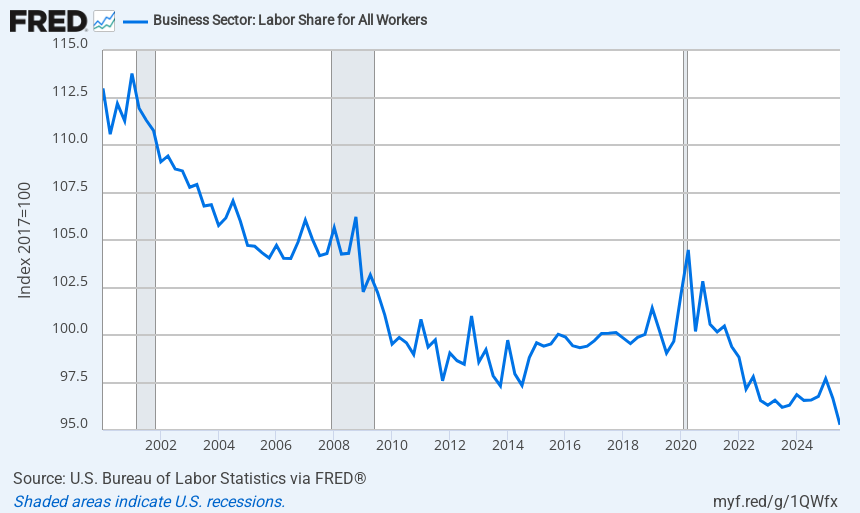 FRED
Business Sector: Labor Share for All Workers
115.0
112.5
110.0
107.5
105.0
102.5
100.0
97.5
95.0
Index 2017=100
2002 2004 2006 2008 2010 2012 2014 2016 2018 2020 2022 2024
Source: U.S. Bureau of Labor Statistics via FRED®
Shaded areas indicate U.S. recessions.
myf.red/g/1QWfx